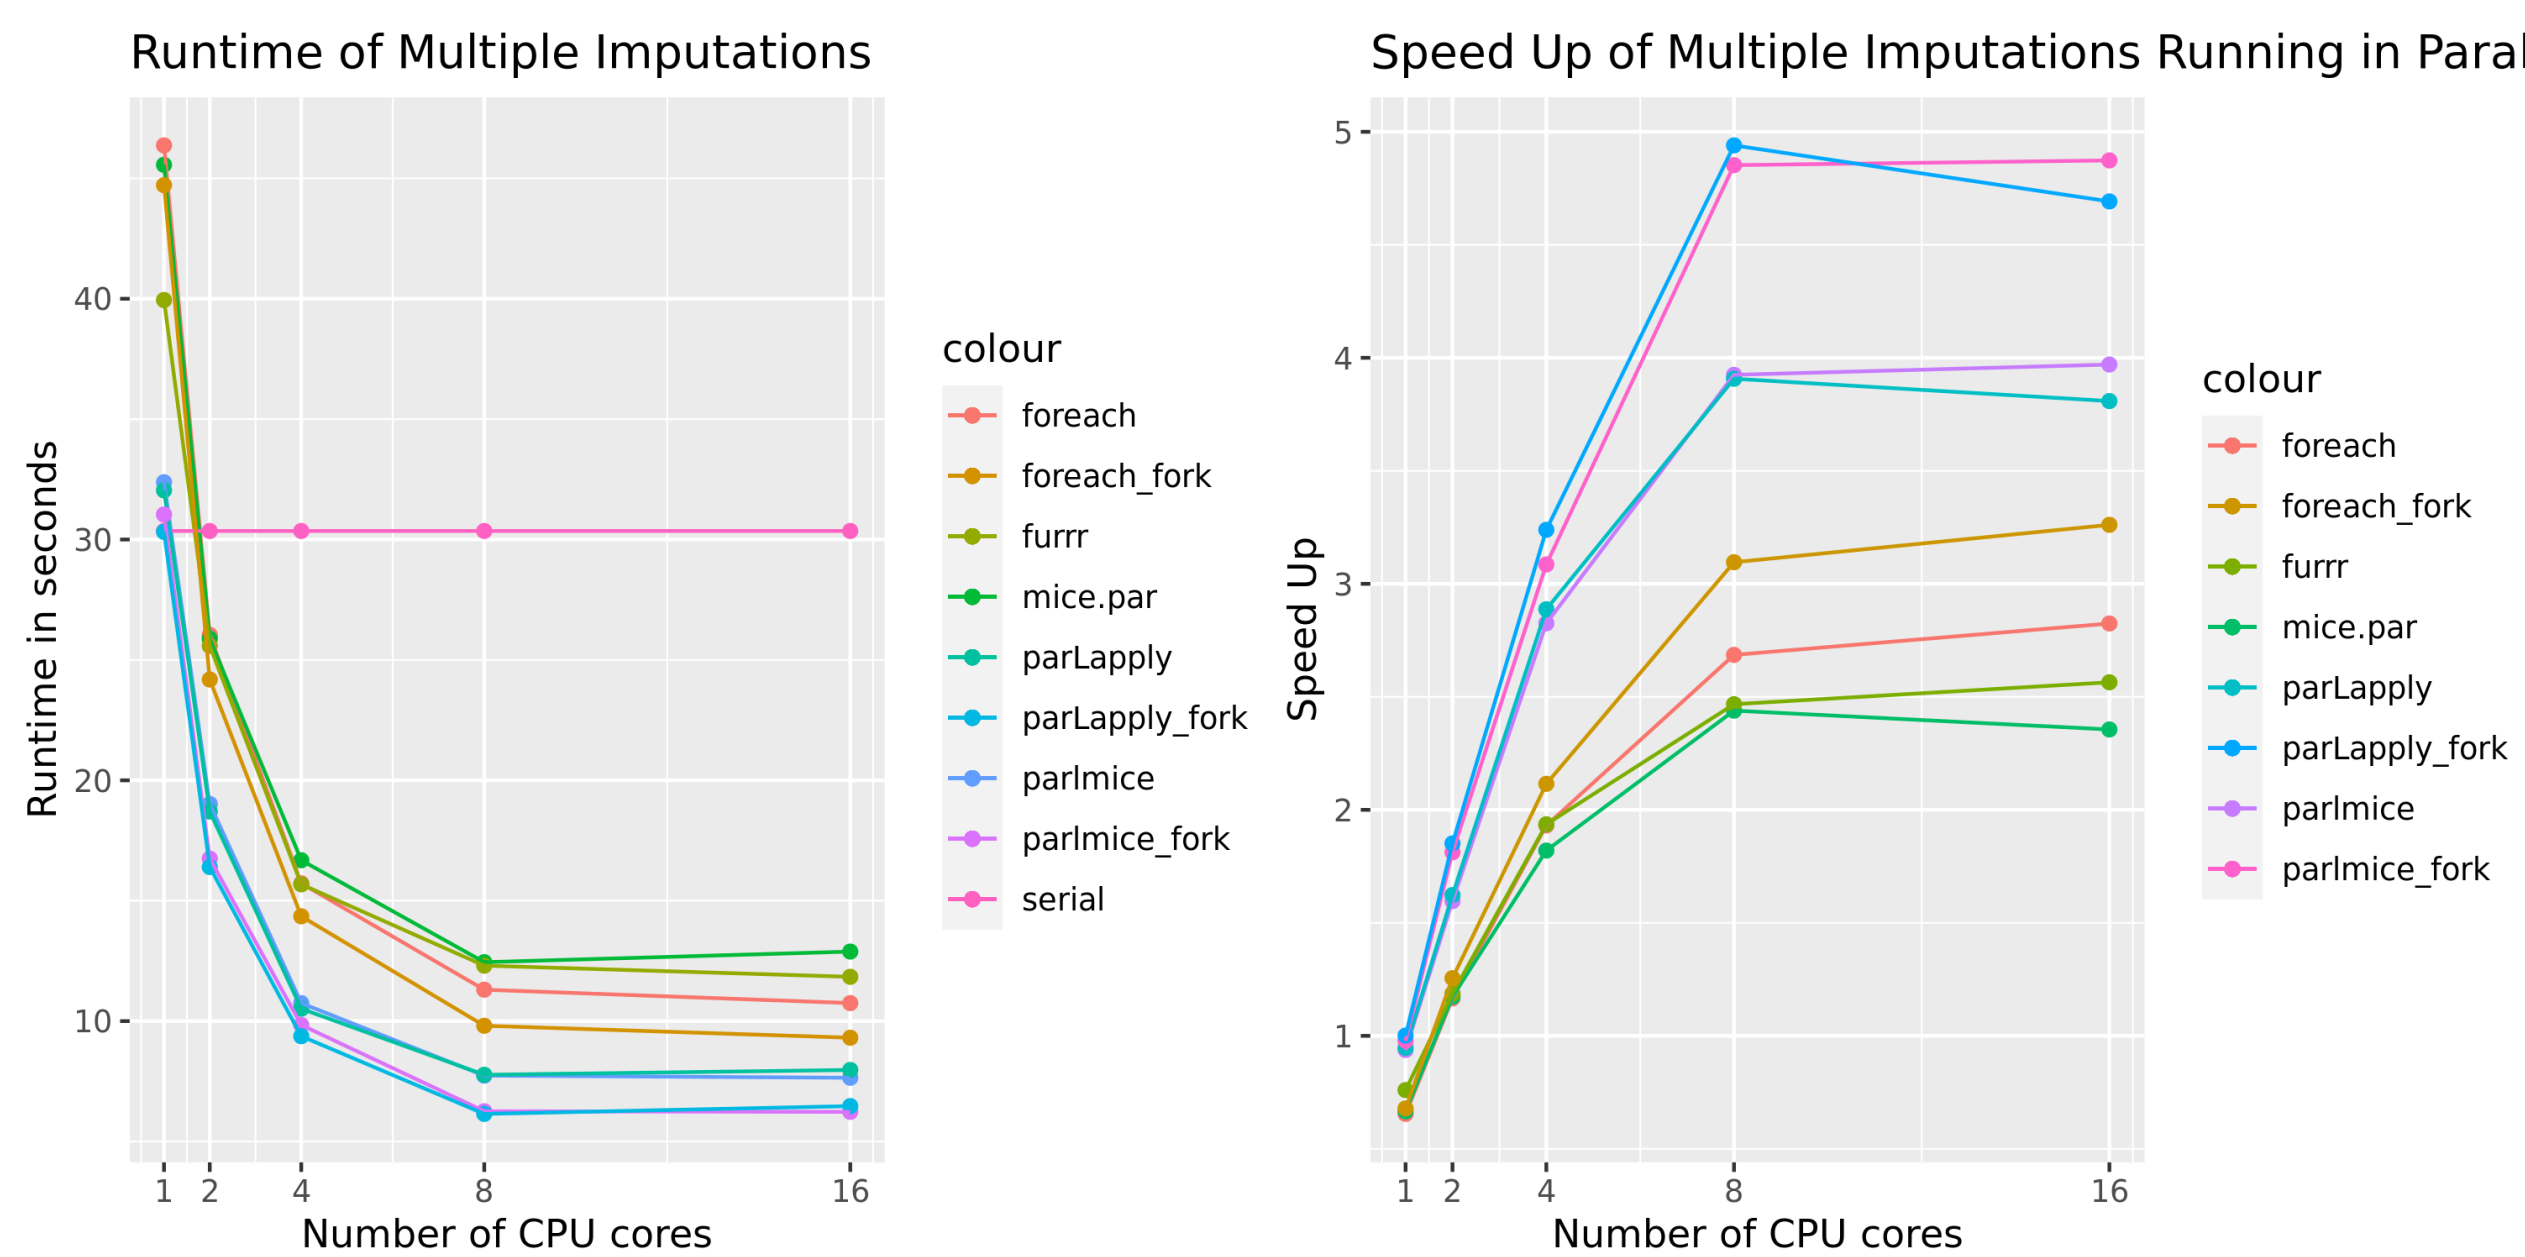 Runtime of Multiple Imputations
40
30
20
10
Runtime in seconds
1 2 4 8 16
Number of CPU cores
colour
foreach
foreach_fork
furrr
mice.par
parLapply
parLapply_fork
parlmice
parlmice_fork
serial
Speed Up of Multiple Imputations Running in Paral
5
4
3
2
1
Speed Up
1 2 4 8 16
Number of CPU cores
colour
foreach
foreach_fork
furrr
mice.par
parLapply
parLapply_fork
parlmice
parlmice_fork